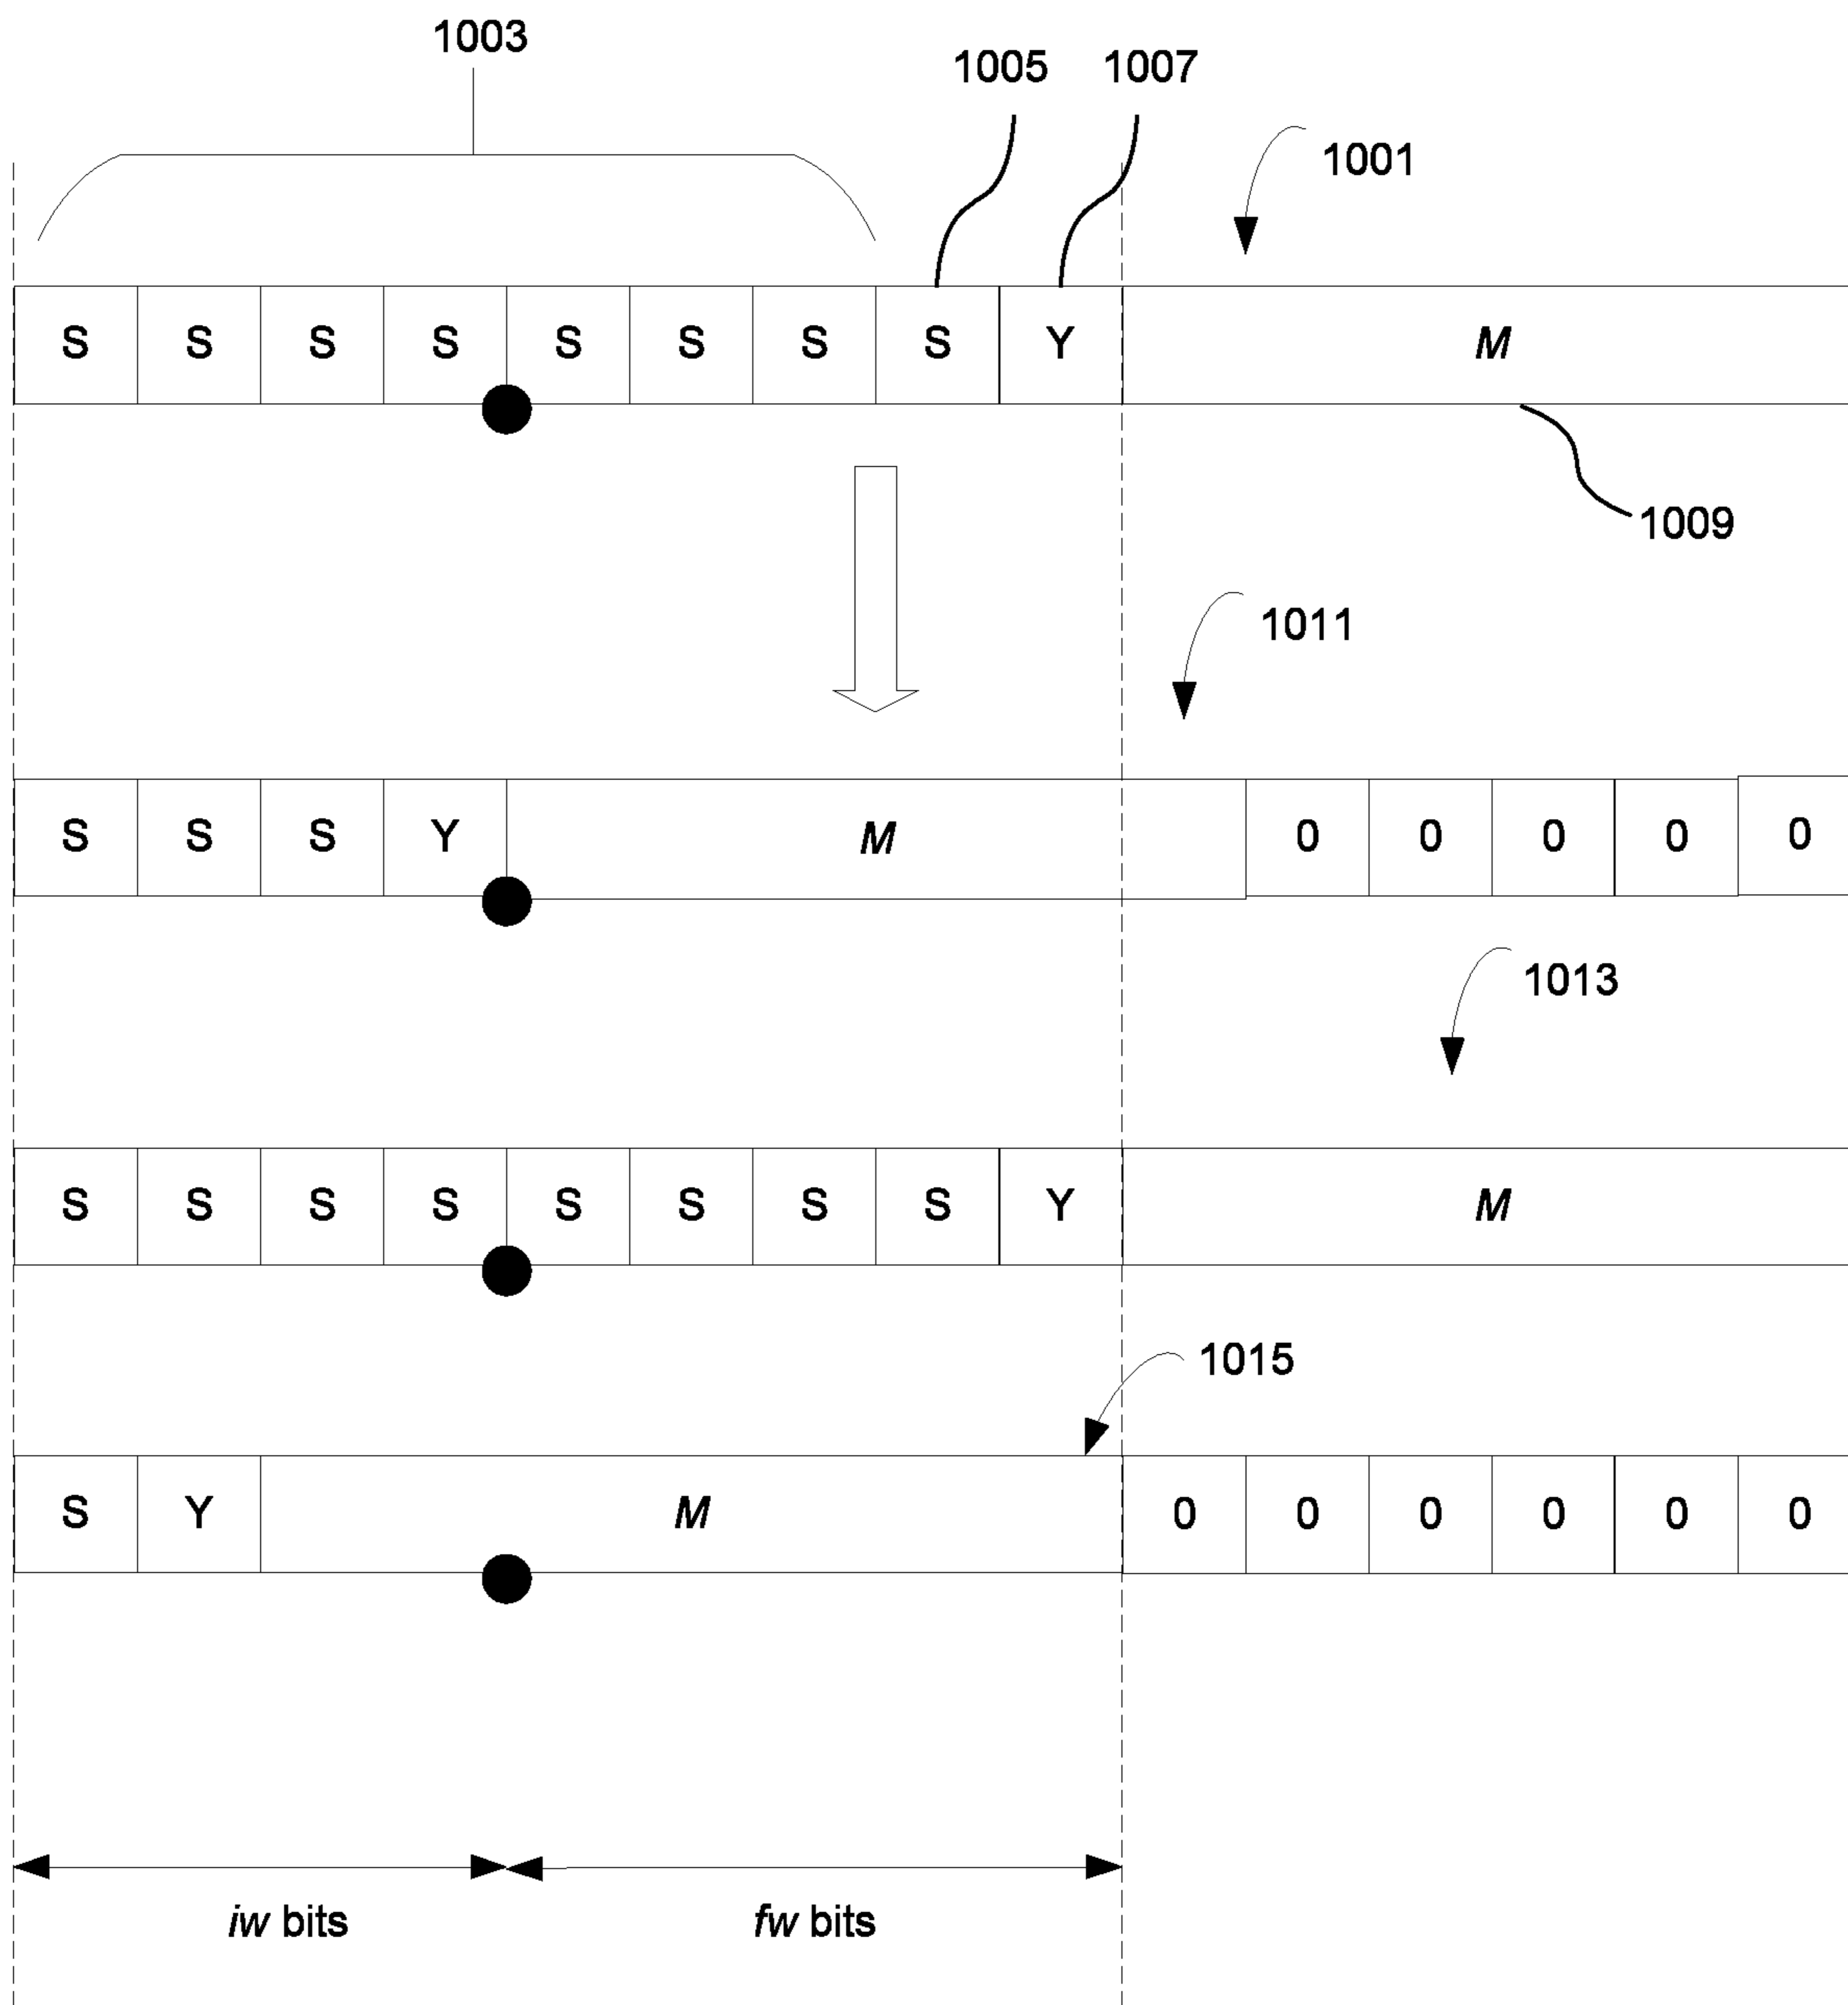 1003
1005 1007
1001
S S S S S S S S Y M
1009
1011
S S S Y M 0 0 0 0 0
1013
S S S S S S S S Y M
1015
S Y M 0 0 0 0 0 0
iw bits fw bits